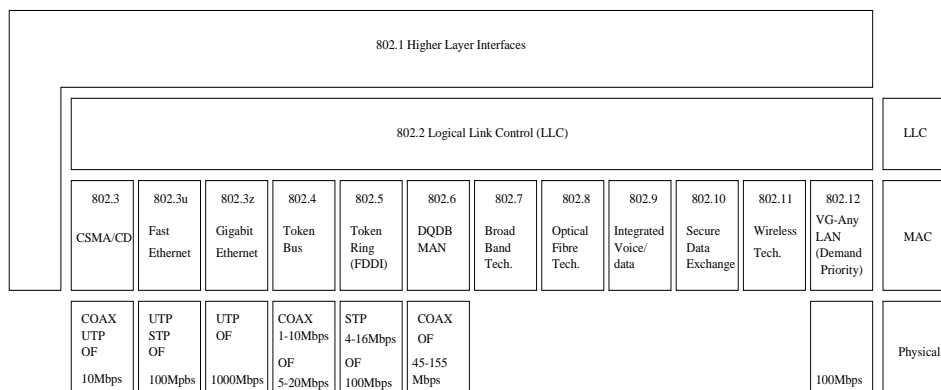 802.1 Higher Layer Interfaces
802.2 Logical Link Control (LLC)
LLC
802.3
CSMA/CD
802.3u
Fast
Ethernet
802.3z
Gigabit
Ethernet
802.4
Token
Bus
802.5
Token
Ring
(FDDI)
802.6
DQDB
MAN
802.7
Broad
Band
Tech.
802.8
Optical
Fibre
Tech.
802.9
Integrated
Voice/
data
802.10
Secure
Data
Exchange
802.11
Wireless
Tech.
802.12
VG-Any
LAN
(Demand
Priority)
MAC
COAX
UTP
OF
10Mbps
UTP
STP
OF
100Mpbs
UTP
OF
1000Mbps
COAX
1-10Mbps
OF
5-20Mbps
STP
4-16Mbps
OF
100Mbps
COAX
OF
45-155
Mbps
100Mbps
Physical